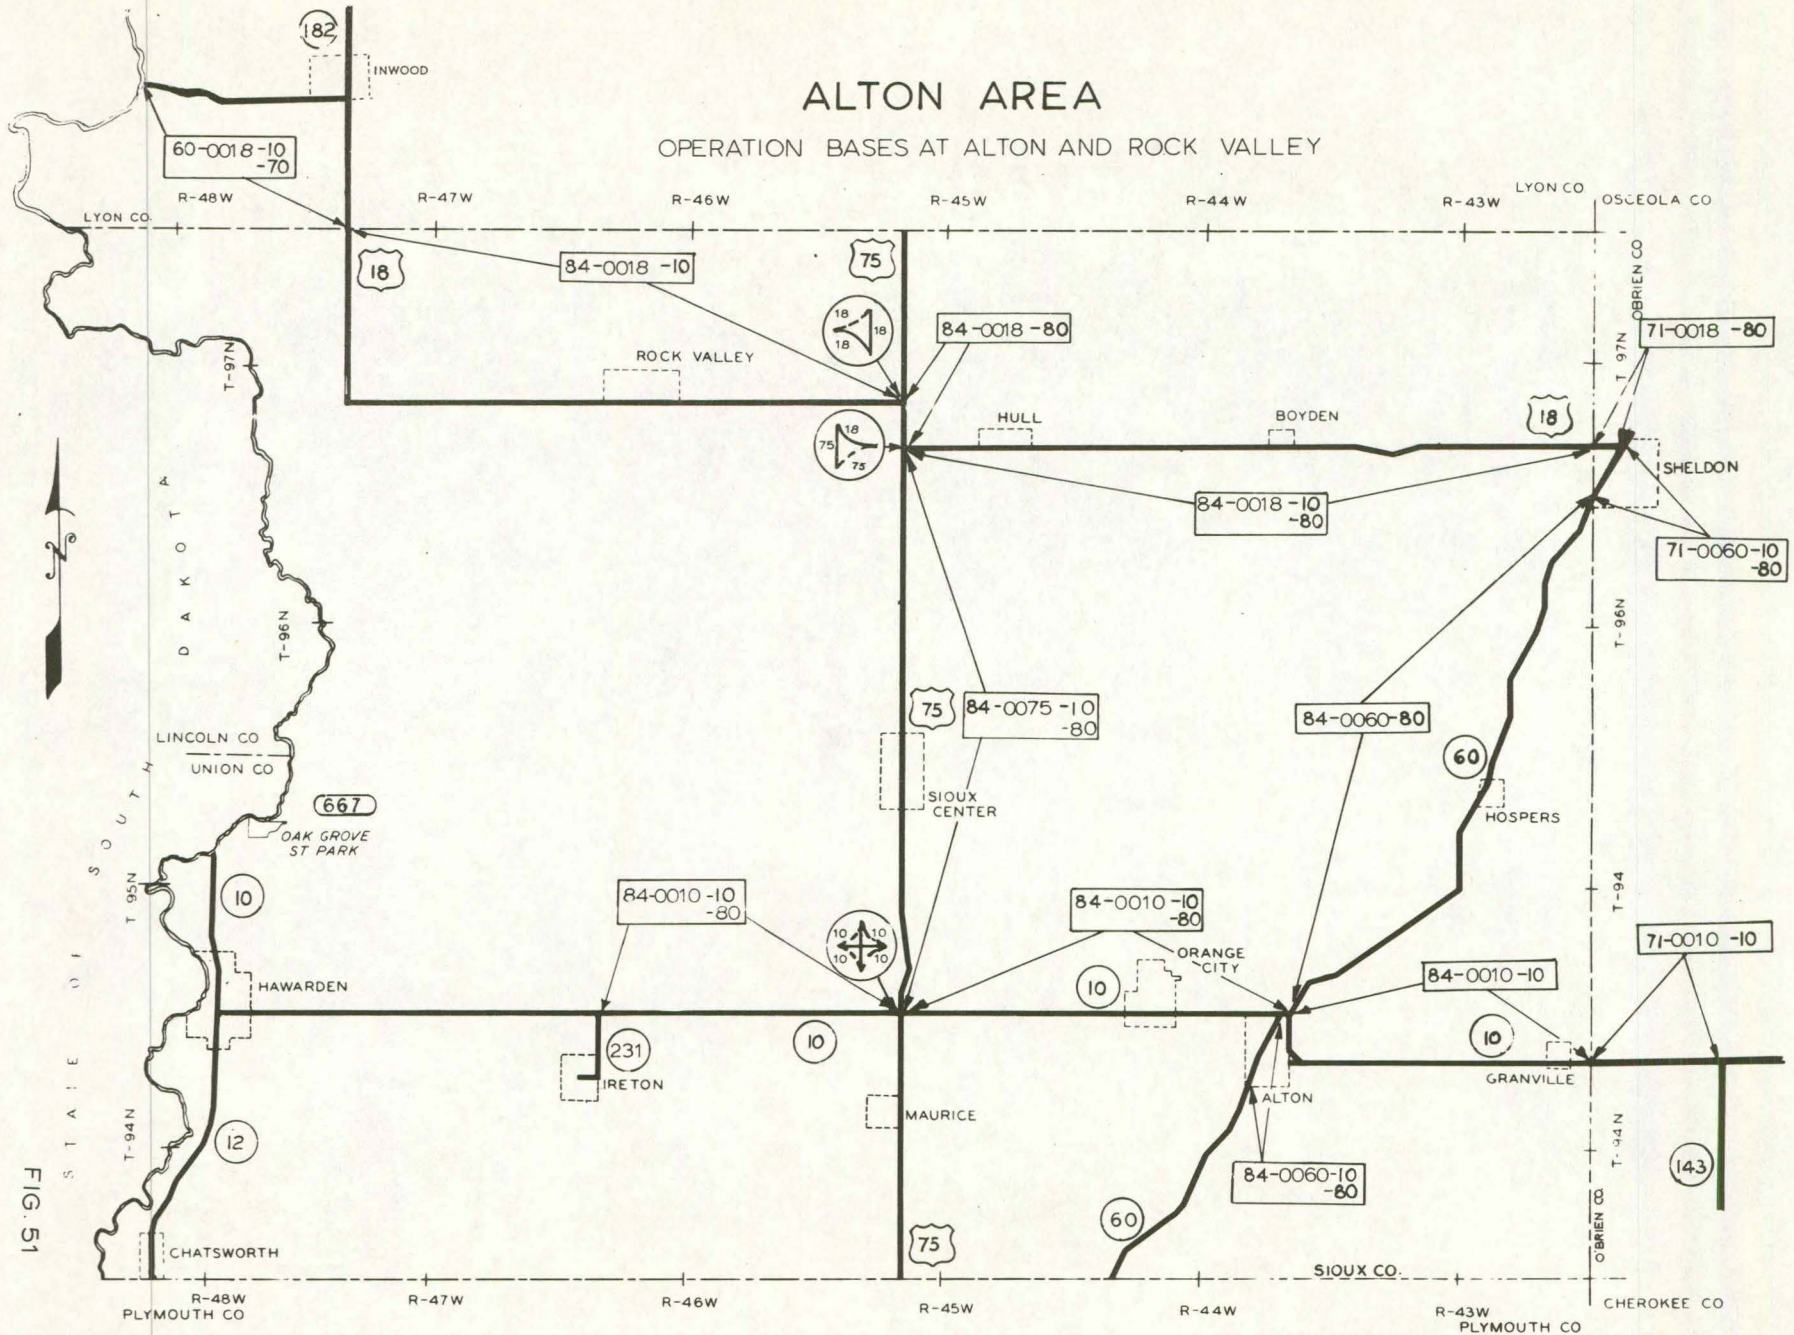 182
INWOOD
ALTON AREA
OPERATION BASES AT ALTON AND ROCK VALLEY
60-0018-10
-70
R-48W
R-47W
R-46W
R-45W
R-44W
R-43W
LYON CO
OSCEOLA CO
LYON CO.
OBRIEN CO
18
84-0018 -10
75
18
18
18
84-0018 -80
71-0018 -80
T-97N
T 97N
ROCK VALLEY
75
18
75
HULL
BOYDEN
18
SHELDON
84-0018-10
-80
71-0060-10
-80
T-96N
T-96N
STATE OF SOUTH DAKOTA
75
84-0075-10
-80
84-0060-80
LINCOLN CO
UNION CO
60
667
OAK GROVE
ST PARK
SIOUX
CENTER
HOSPERS
T 95N
10
84-0010-10
-80
84-0010-10
-80
T-94
10
10
10
10
ORANGE
CITY
71-0010 -10
84-0010-10
HAWARDEN
10
10
10
231
IRETON
GRANVILLE
MAURICE
ALTON
T-94N
12
T-94N
84-0060-10
-80
143
60
75
FIG. 51
CHATSWORTH
O'BRIEN CO
SIOUX CO.
R-48W
R-47W
R-46W
R-45W
R-44W
R-43W
PLYMOUTH CO
PLYMOUTH CO
CHEROKEE CO